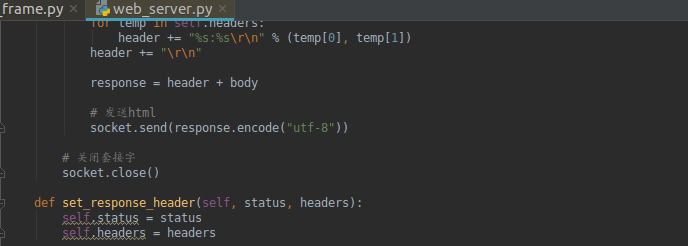 _frame.py × web_server.py ×
for temp in self.headers:
header += "%s:%s\r\n" % (temp[0], temp[1])
header += "\r\n"
response = header + body
# 发送html
socket.send(response.encode("utf-8"))
# 关闭套接字
socket.close()
def set_response_header(self, status, headers):
self.status = status
self.headers = headers